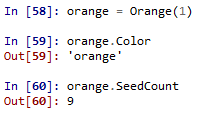 In [58]: orange = Orange(1)
In [59]: orange.Color
Out[59]: 'orange'
In [60]: orange.SeedCount
Out[60]: 9